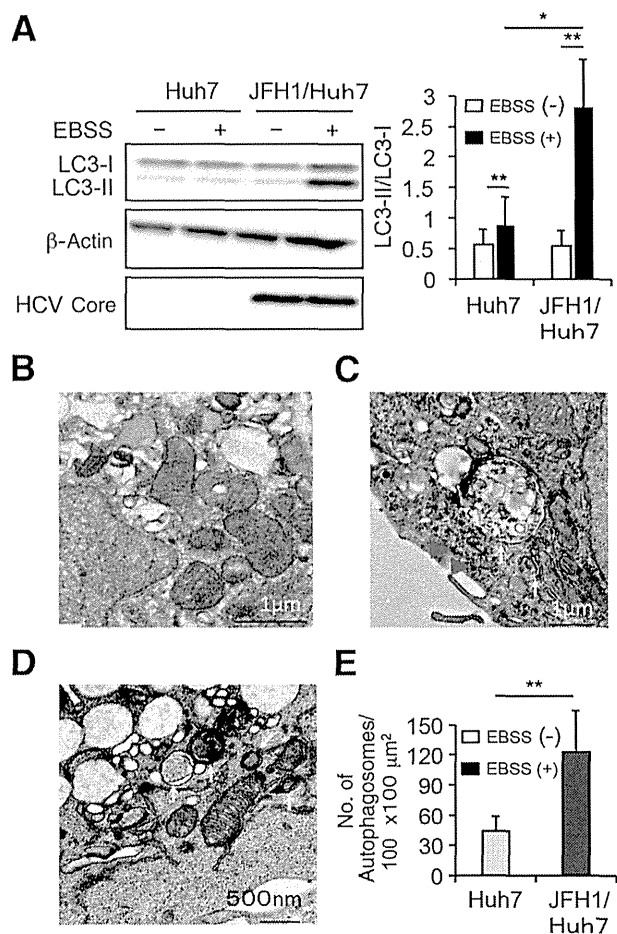 A
Huh7 JFH1/Huh7
EBSS − + − +
LC3-I
LC3-II
β-Actin
HCV Core
* 
**
**
LC3-II/LC3-I
3
2.5
2
1.5
1
0.5
0
EBSS (-)
EBSS (+)
Huh7 JFH1/
Huh7
B
1μm
C
1μm
D
500nm
E
**
No. of
Autophagosomes/
100 x100 μm²
150
120
90
60
30
0
EBSS (-)
EBSS (+)
Huh7 JFH1/
Huh7